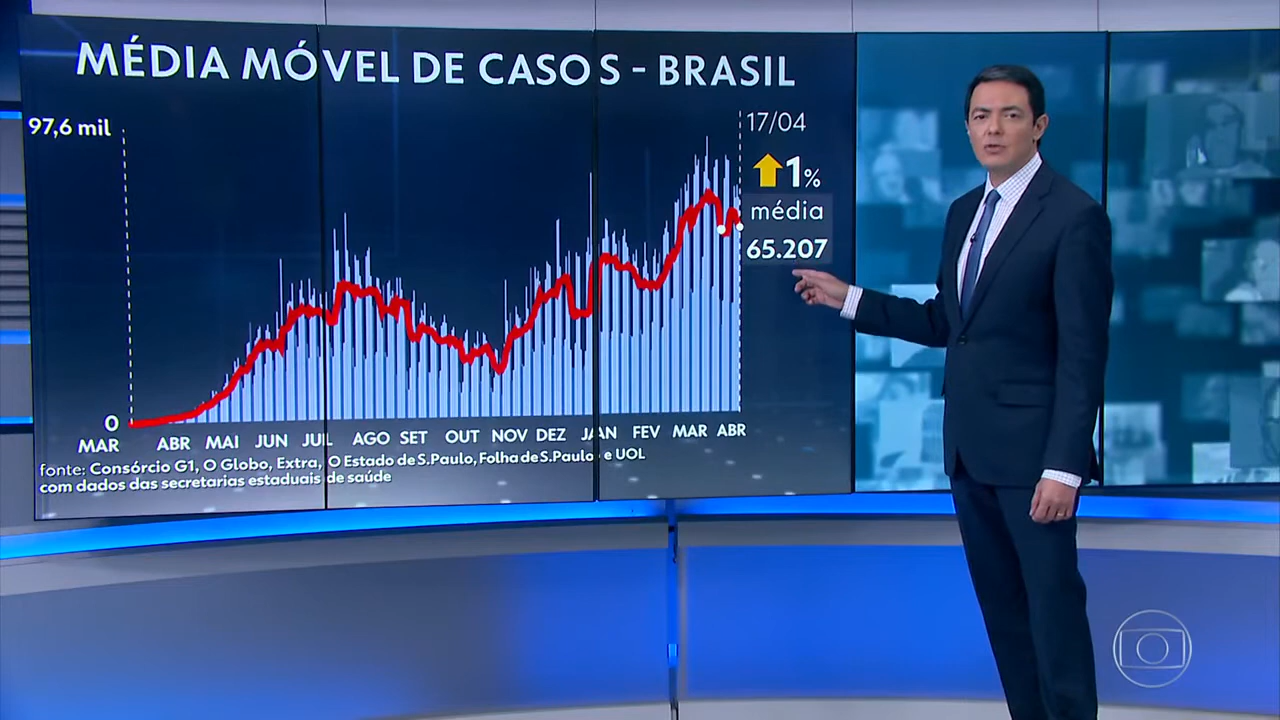 MÉDIA MÓVEL DE CASOS - BRASIL
97,6 mil
17/04
1%
média
65.207
0
MAR ABR MAI JUN JUL AGO SET OUT NOV DEZ JAN FEV MAR ABR
fonte: Consórcio G1, O Globo, Extra, O Estado de S.Paulo, Folha de S.Paulo e UOL
com dados das secretarias estaduais de saúde